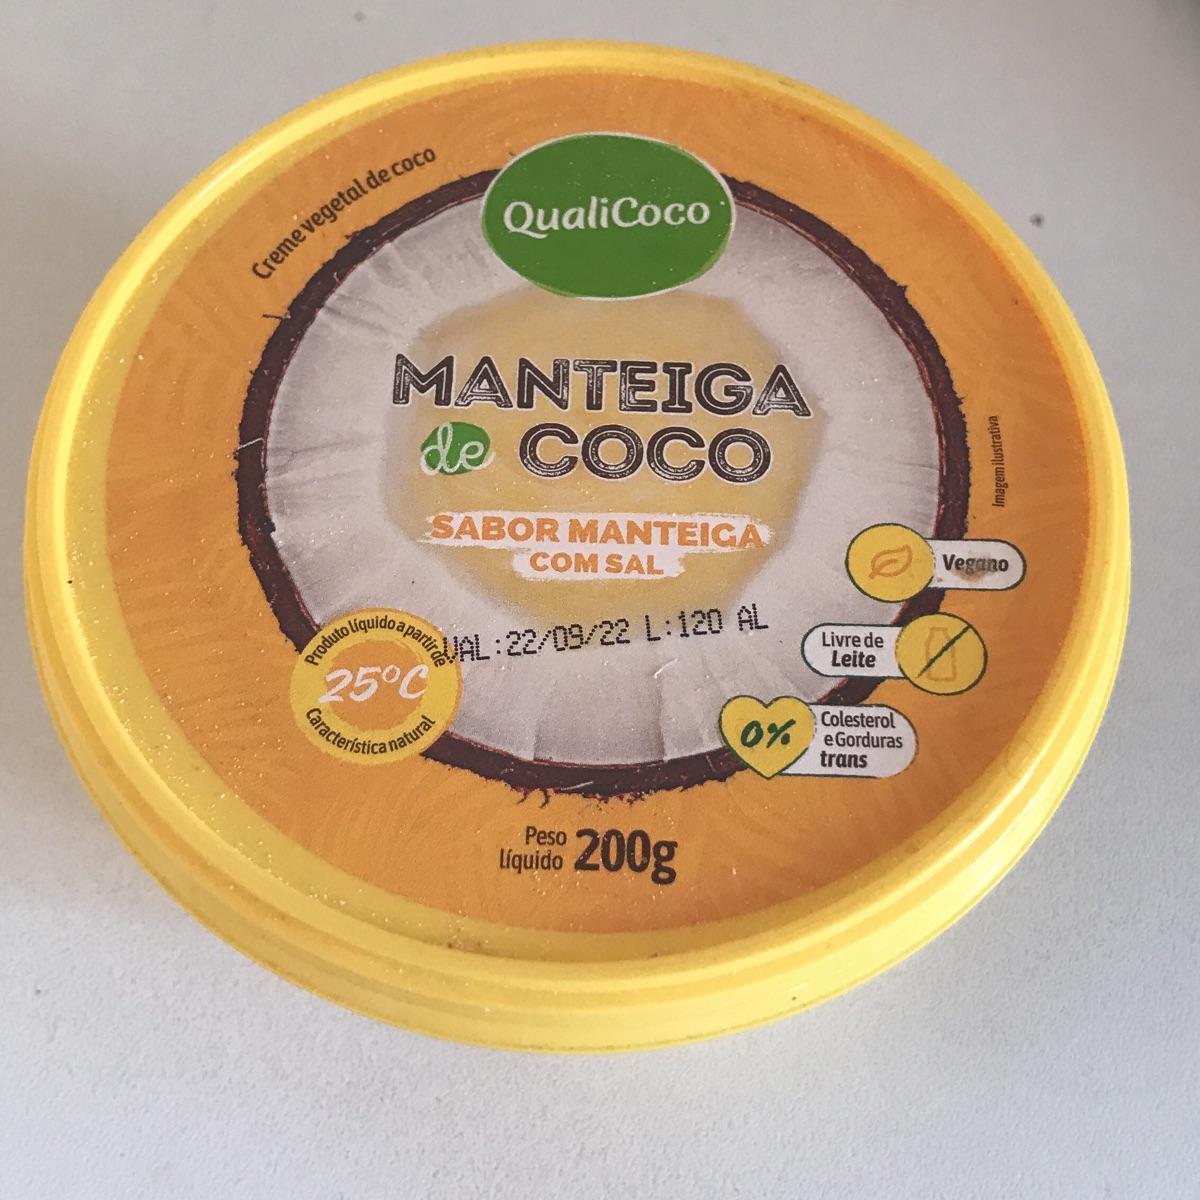 Creme vegetal de coco
QualiCoco
MANTEIGA
de COCO
SABOR MANTEIGA
COM SAL
Imagem ilustrativa
Vegano
VAL:22/09/22 L:120 AL
Livre de
Leite
Produto líquido a partir de
25°C
Característica natural
0%
Colesterol
e Gorduras
trans
Peso
líquido 200g